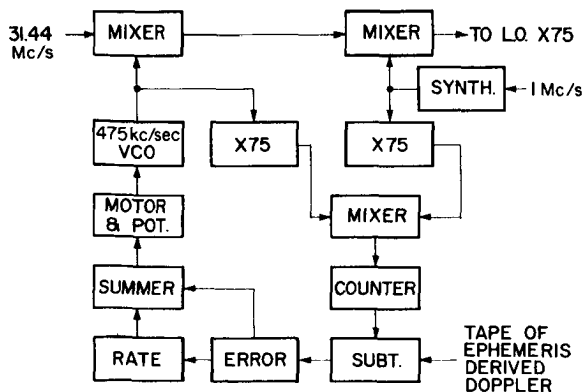 31.44
Mc/s
MIXER
MIXER
TO L.O. X75
SYNTH.
1 Mc/s
475 kc/sec
VCO
X75
X75
MOTOR
& POT.
MIXER
SUMMER
COUNTER
RATE
ERROR
SUBT.
TAPE OF
EPHEMERIS
DERIVED
DOPPLER